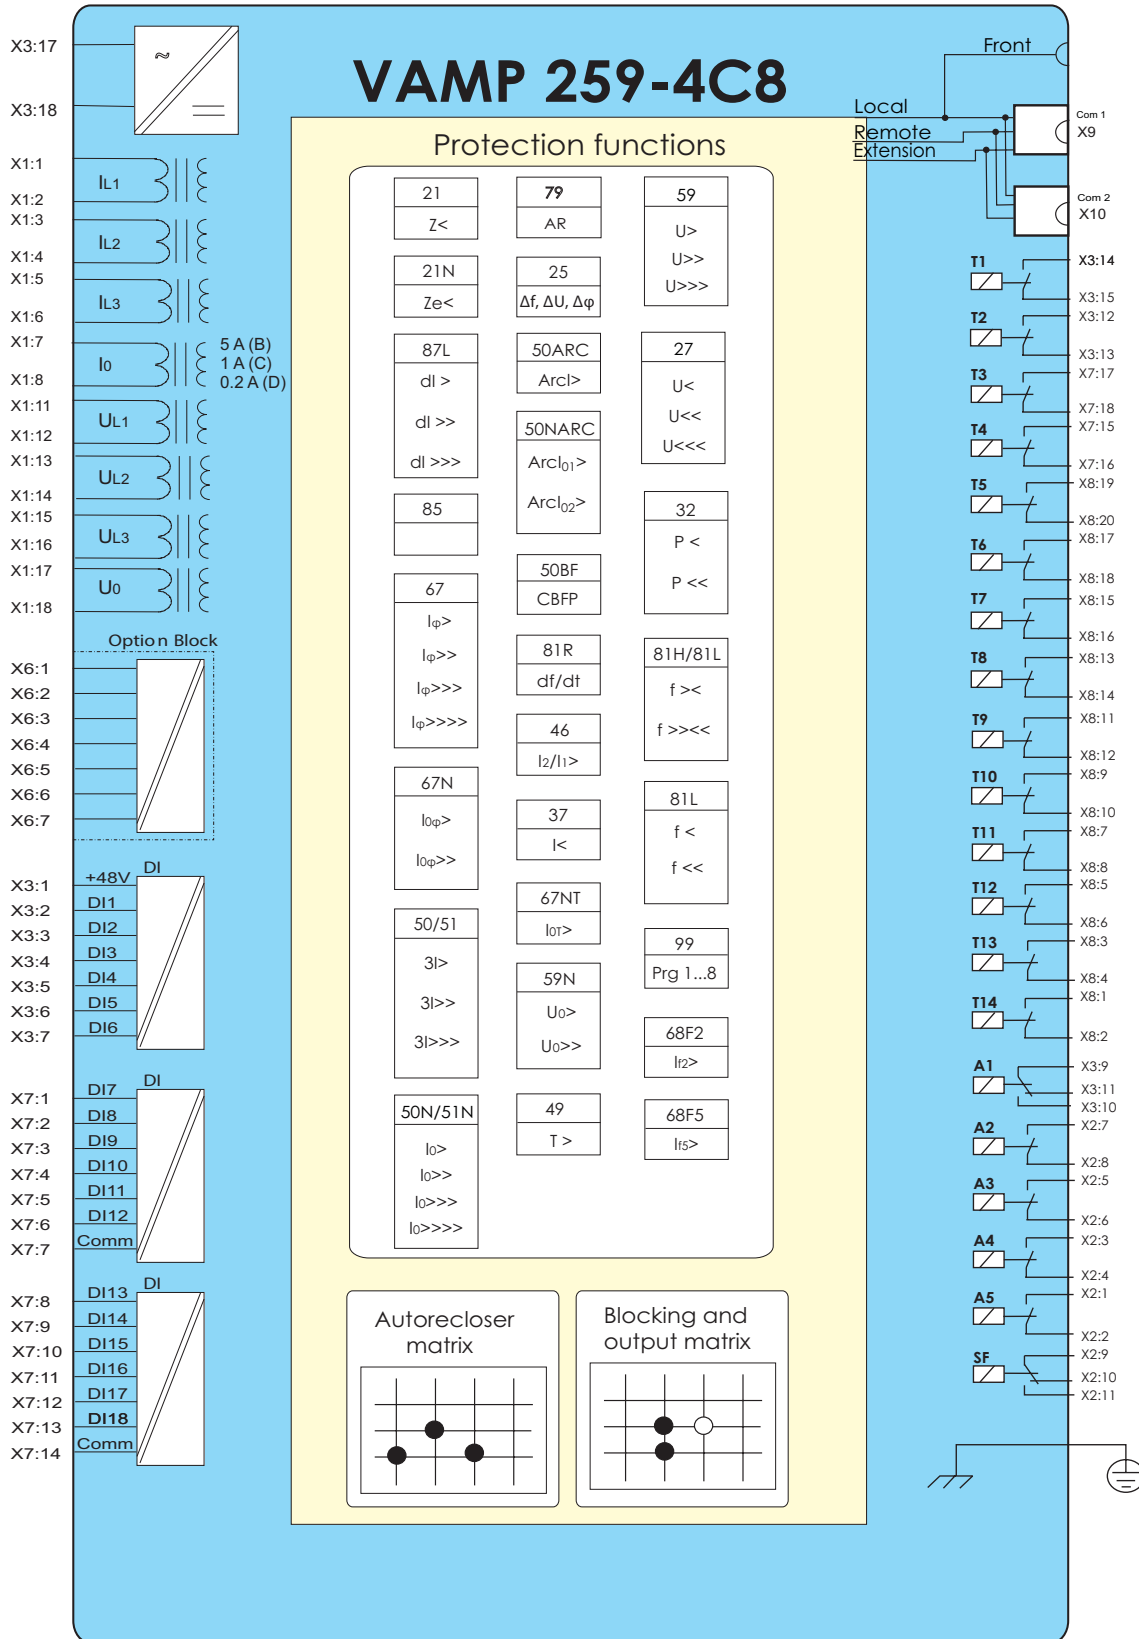 VAMP 259-4C8
Protection functions
X3:17
X3:18
~
X1:1
IL1
X1:2
X1:3
IL2
X1:4
X1:5
IL3
X1:6
X1:7
I0
5 A (B)
1 A (C)
0.2 A (D)
X1:8
X1:11
UL1
X1:12
X1:13
UL2
X1:14
X1:15
UL3
X1:16
X1:17
U0
X1:18
Option Block
X6:1
X6:2
X6:3
X6:4
X6:5
X6:6
X6:7
DI
X3:1 +48V
X3:2 DI1
X3:3 DI2
X3:4 DI3
X3:5 DI4
X3:6 DI5
X3:7 DI6
DI
X7:1 DI7
X7:2 DI8
X7:3 DI9
X7:4 DI10
X7:5 DI11
X7:6 DI12
X7:7 Comm
DI
X7:8 DI13
X7:9 DI14
X7:10 DI15
X7:11 DI16
X7:12 DI17
X7:13 DI18
X7:14 Comm
21
Z<
21N
Ze<
87L
dI >
dI >>
dI >>>
85
67
Iφ>
Iφ>>
Iφ>>>
Iφ>>>>
67N
I0φ>
I0φ>>
50/51
3I>
3I>>
3I>>>
50N/51N
I0>
I0>>
I0>>>
I0>>>>
79
AR
25
Δf, ΔU, Δφ
50ARC
ArcI>
50NARC
ArcI01>
ArcI02>
50BF
CBFP
81R
df/dt
46
I2/I1>
37
I<
67NT
I0T>
59N
U0>
U0>>
49
T >
59
U>
U>>
U>>>
27
U<
U<<
U<<<
32
P <
P <<
81H/81L
f ><
f >><<
81L
f <
f <<
99
Prg 1...8
68F2
If2>
68F5
If5>
Autorecloser
matrix
Blocking and
output matrix
Front
Local
Remote
Extension
Com 1
X9
Com 2
X10
T1
X3:14
X3:15
T2
X3:12
X3:13
T3
X7:17
X7:18
T4
X7:15
X7:16
T5
X8:19
X8:20
T6
X8:17
X8:18
T7
X8:15
X8:16
T8
X8:13
X8:14
T9
X8:11
X8:12
T10
X8:9
X8:10
T11
X8:7
X8:8
T12
X8:5
X8:6
T13
X8:3
X8:4
T14
X8:1
X8:2
A1
X3:9
X3:11
X3:10
A2
X2:7
X2:8
A3
X2:5
X2:6
A4
X2:3
X2:4
A5
X2:1
X2:2
SF
X2:9
X2:10
X2:11